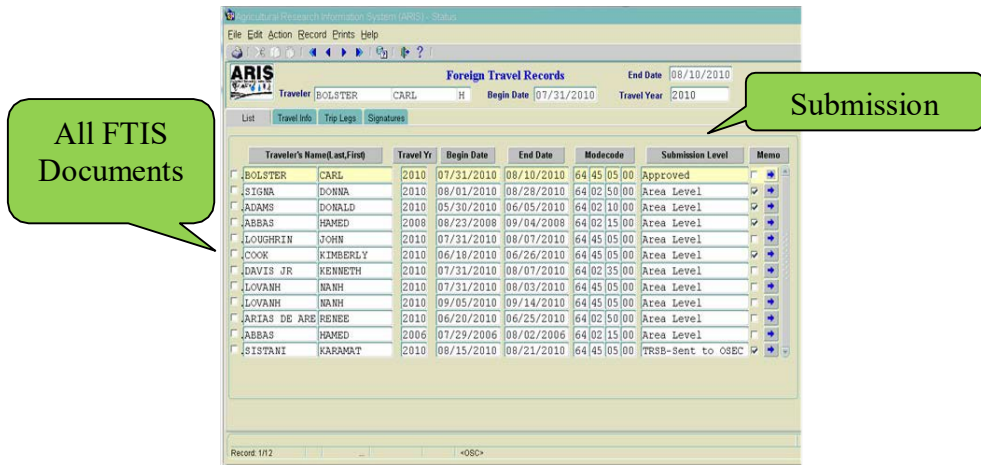 Agricultural Research Information System (ARIS) - Status
File Edit Action Record Prints Help
ARIS
Foreign Travel Records
End Date 08/10/2010
Traveler BOLSTER CARL H Begin Date 07/31/2010 Travel Year 2010
List Travel Info Trip Legs Signatures
Submission
All FTIS
Documents
Traveler's Name(Last,First) Travel Yr Begin Date End Date Modecode Submission Level Memo
BOLSTER CARL 2010 07/31/2010 08/10/2010 64 45 05 00 Approved
SIGNA DONNA 2010 08/01/2010 08/28/2010 64 02 50 00 Area Level
ADAMS DONALD 2010 05/30/2010 06/05/2010 64 02 10 00 Area Level
ABBAS HAMED 2008 08/23/2008 09/04/2008 64 02 15 00 Area Level
LOUGHRIN JOHN 2010 07/31/2010 08/07/2010 64 45 05 00 Area Level
COOK KIMBERLY 2010 06/18/2010 06/26/2010 64 45 05 00 Area Level
DAVIS JR KENNETH 2010 07/31/2010 08/07/2010 64 02 35 00 Area Level
LOVANH NANH 2010 07/31/2010 08/03/2010 64 45 05 00 Area Level
LOVANH NANH 2010 09/05/2010 09/14/2010 64 45 05 00 Area Level
ARIAS DE ARE RENEE 2010 06/20/2010 06/25/2010 64 02 50 00 Area Level
ABBAS HAMED 2006 07/29/2006 08/02/2006 64 02 15 00 Area Level
SISTANI KARAMAT 2010 08/15/2010 08/21/2010 64 45 05 00 TRSB-Sent to OSEC
Record: 1/12 ... <OSC>